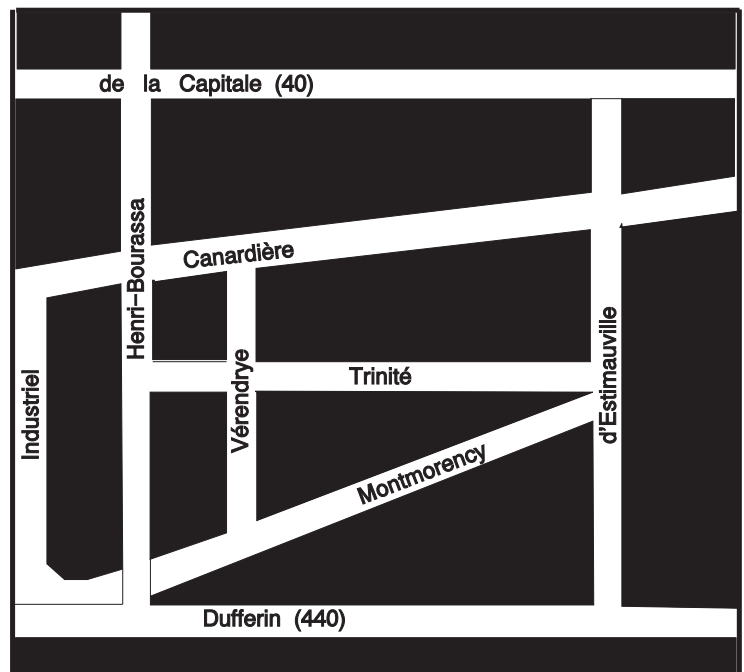 de la Capitale (40)
Henri-Bourassa
Canardière
Industriel
Vérendrye
Trinité
d'Estimauville
Montmorency
Dufferin (440)